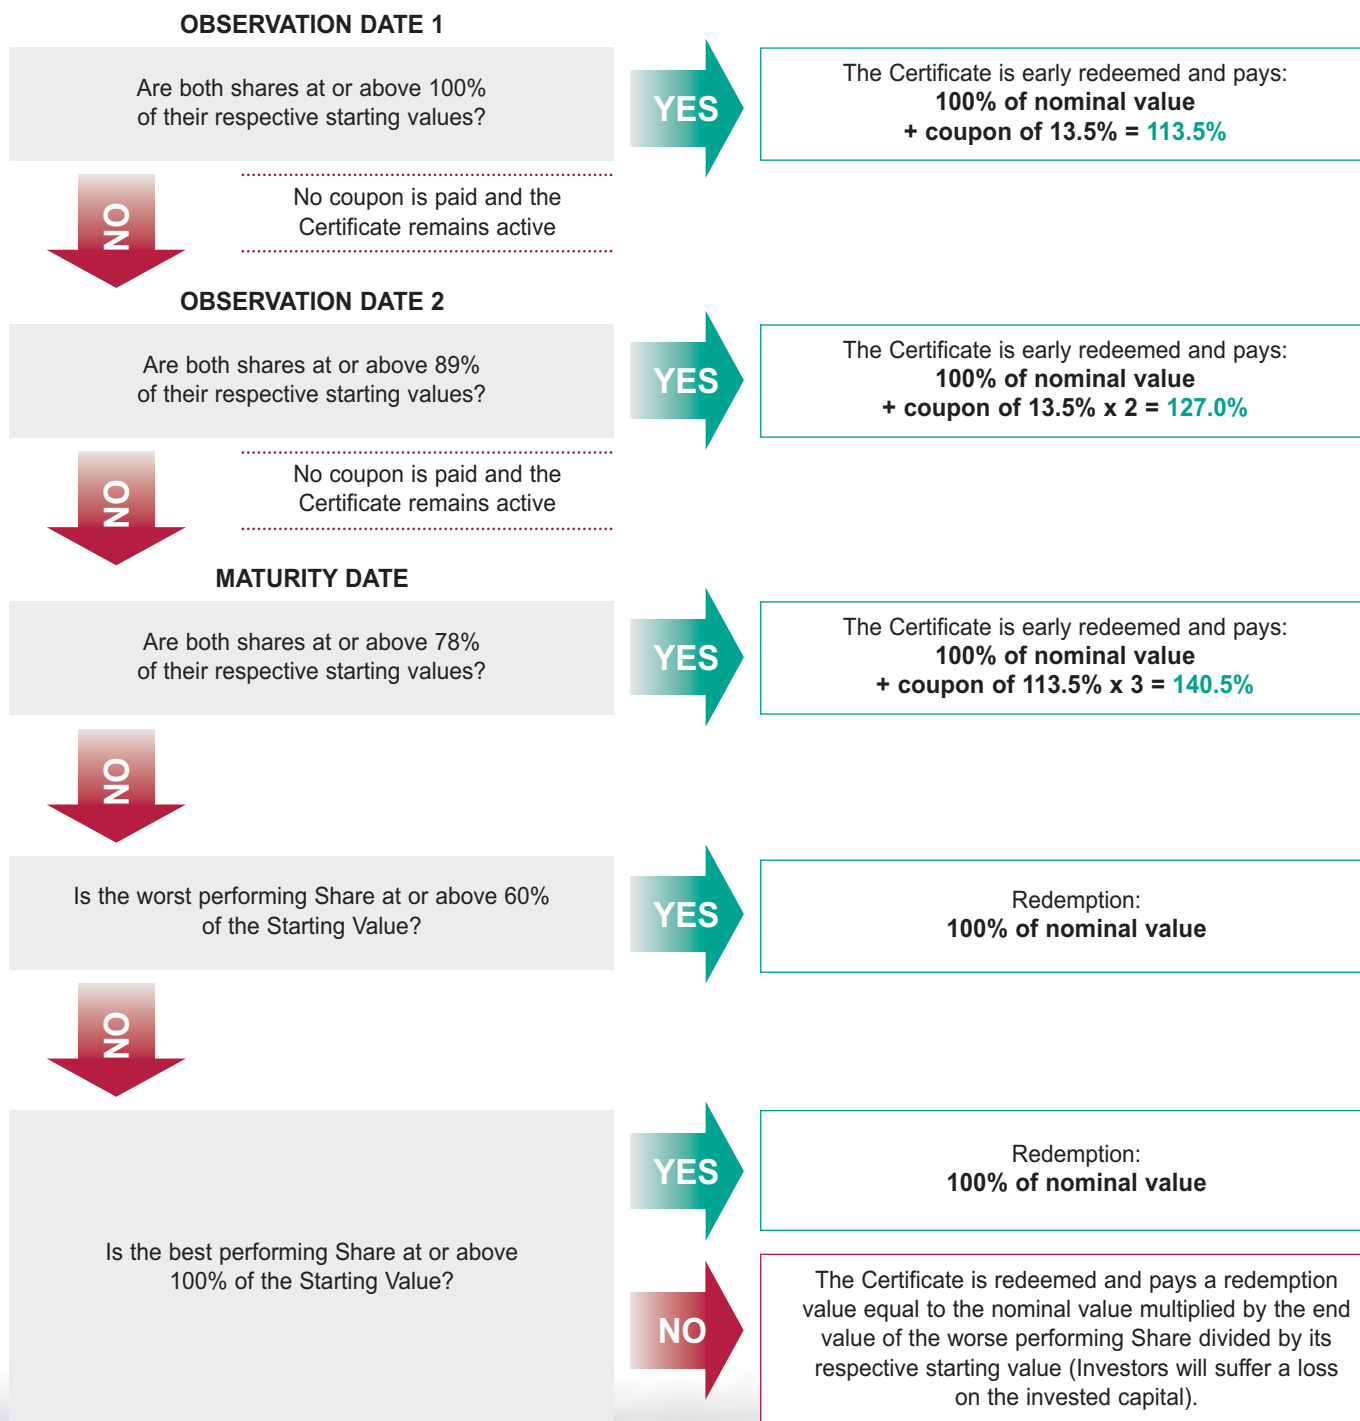 OBSERVATION DATE 1
Are both shares at or above 100%
of their respective starting values?
YES
The Certificate is early redeemed and pays:
100% of nominal value
+ coupon of 13.5% = 113.5%
NO
No coupon is paid and the
Certificate remains active
OBSERVATION DATE 2
Are both shares at or above 89%
of their respective starting values?
YES
The Certificate is early redeemed and pays:
100% of nominal value
+ coupon of 13.5% x 2 = 127.0%
NO
No coupon is paid and the
Certificate remains active
MATURITY DATE
Are both shares at or above 78%
of their respective starting values?
YES
The Certificate is early redeemed and pays:
100% of nominal value
+ coupon of 113.5% x 3 = 140.5%
NO
Is the worst performing Share at or above 60%
of the Starting Value?
YES
Redemption:
100% of nominal value
NO
Is the best performing Share at or above
100% of the Starting Value?
YES
Redemption:
100% of nominal value
NO
The Certificate is redeemed and pays a redemption
value equal to the nominal value multiplied by the end
value of the worse performing Share divided by its
respective starting value (Investors will suffer a loss
on the invested capital).